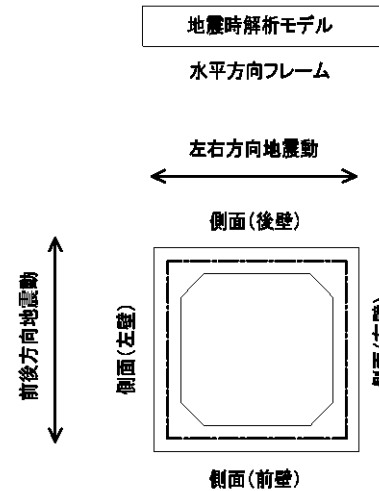 地震時解析モデル
水平方向フレーム
左右方向地震動
側面(後壁)
前後方向地震動
側面(左壁)
側面(前壁)